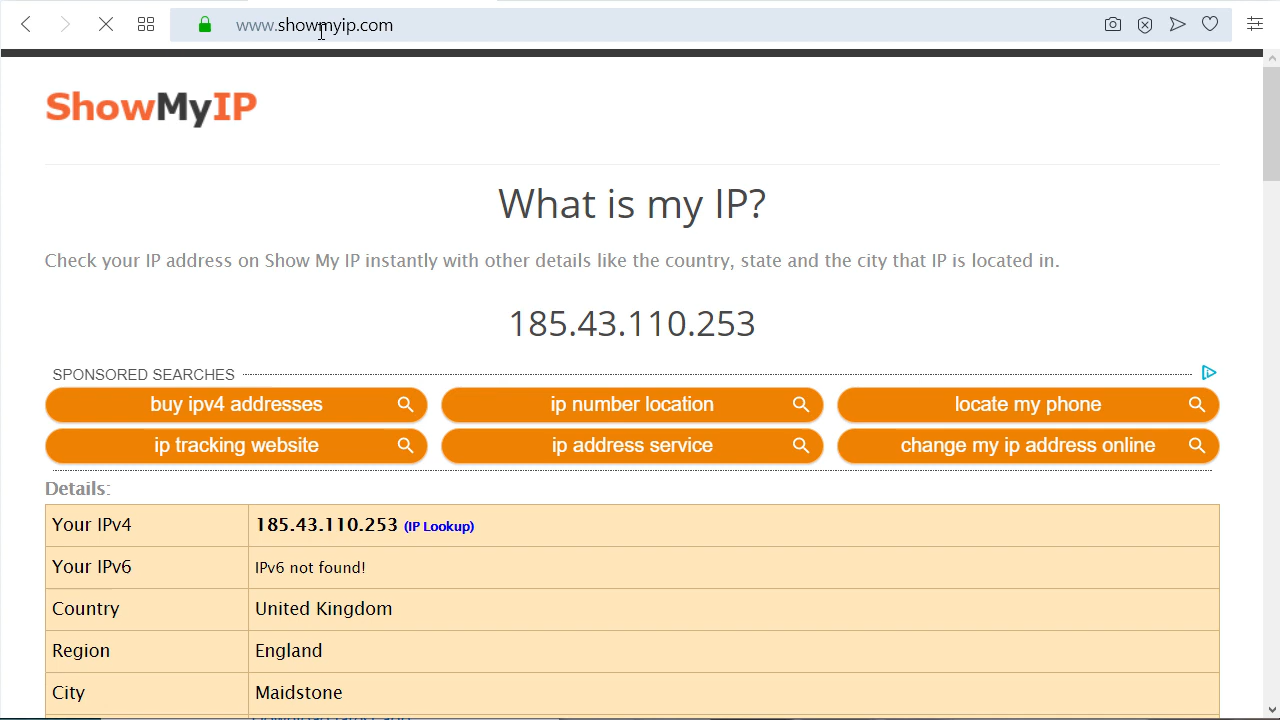 www.showmyip.com
ShowMyIP
What is my IP?
Check your IP address on Show My IP instantly with other details like the country, state and the city that IP is located in.
185.43.110.253
SPONSORED SEARCHES
buy ipv4 addresses ip number location locate my phone
ip tracking website ip address service change my ip address online
Details:
Your IPv4 185.43.110.253 (IP Lookup)
Your IPv6 IPv6 not found!
Country United Kingdom
Region England
City Maidstone